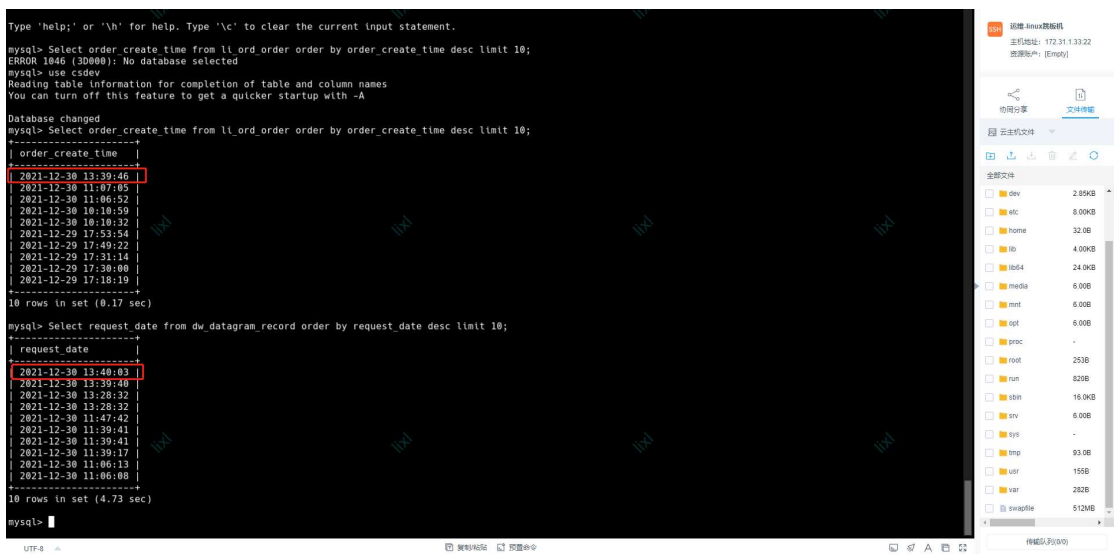 Type 'help;' or '\h' for help. Type '\c' to clear the current input statement.
mysql> Select order_create_time from li_ord_order order by order_create_time desc limit 10;
ERROR 1046 (3D000): No database selected
mysql> use csdev
Reading table information for completion of table and column names
You can turn off this feature to get a quicker startup with -A
Database changed
mysql> Select order_create_time from li_ord_order order by order_create_time desc limit 10;
+---------------------+
| order_create_time |
+---------------------+
| 2021-12-30 13:39:46 |
| 2021-12-30 11:07:05 |
| 2021-12-30 11:06:52 |
| 2021-12-30 10:10:59 |
| 2021-12-30 10:10:32 |
| 2021-12-29 17:53:54 |
| 2021-12-29 17:49:22 |
| 2021-12-29 17:31:14 |
| 2021-12-29 17:30:00 |
| 2021-12-29 17:18:19 |
+---------------------+
10 rows in set (0.17 sec)
mysql> Select request_date from dw_datagram_record order by request_date desc limit 10;
+---------------------+
| request_date |
+---------------------+
| 2021-12-30 13:40:03 |
| 2021-12-30 13:39:40 |
| 2021-12-30 13:28:32 |
| 2021-12-30 13:28:32 |
| 2021-12-30 11:47:42 |
| 2021-12-30 11:39:41 |
| 2021-12-30 11:39:41 |
| 2021-12-30 11:39:17 |
| 2021-12-30 11:06:13 |
| 2021-12-30 11:06:08 |
+---------------------+
10 rows in set (4.73 sec)
mysql>
lixl lixl lixl lixl
lixl lixl lixl lixl
UTF-8
复制/粘贴 预置命令
SSH 运维-linux跳板机
主机地址: 172.31.1.33:22
资源账户: [Empty]
协同分享 文件传输
云主机文件
全部文件
dev 2.85KB
etc 8.00KB
home 32.0B
lib 4.00KB
lib64 24.0KB
media 6.00B
mnt 6.00B
opt 6.00B
proc -
root 253B
run 829B
sbin 16.0KB
srv 6.00B
sys -
tmp 93.0B
usr 155B
var 282B
swapfile 512MB
传输队列(0/0)